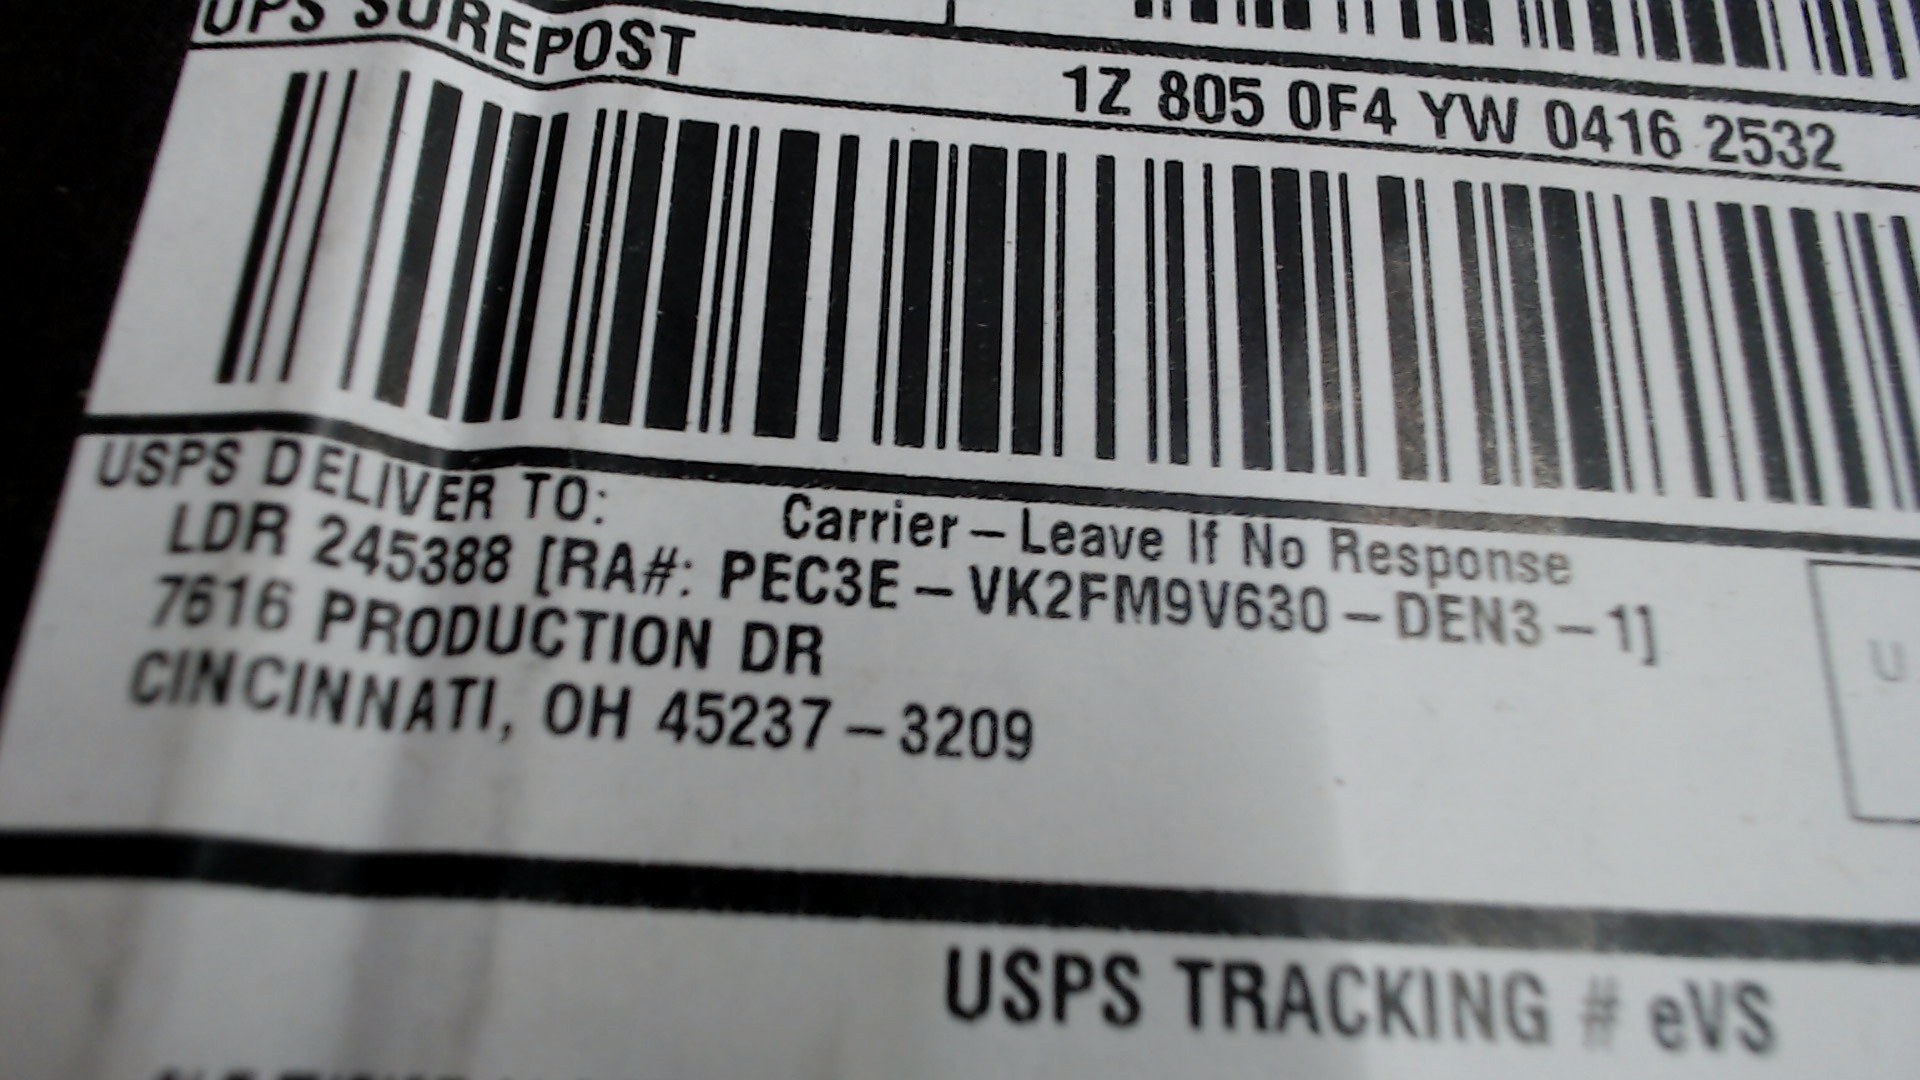 UPS SUREPOST
1Z 805 0F4 YW 0416 2532
USPS DELIVER TO:
Carrier – Leave If No Response
LDR 245388 [RA#: PEC3E – VK2FM9V630 – DEN3 – 1]
7616 PRODUCTION DR
CINCINNATI, OH 45237 – 3209
U
USPS TRACKING # eVS